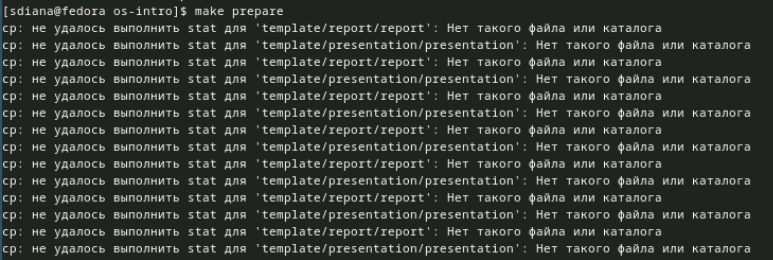 [sdiana@fedora os-intro]$ make prepare
cp: не удалось выполнить stat для 'template/report/report': Нет такого файла или каталога
cp: не удалось выполнить stat для 'template/presentation/presentation': Нет такого файла или каталога
cp: не удалось выполнить stat для 'template/report/report': Нет такого файла или каталога
cp: не удалось выполнить stat для 'template/presentation/presentation': Нет такого файла или каталога
cp: не удалось выполнить stat для 'template/report/report': Нет такого файла или каталога
cp: не удалось выполнить stat для 'template/presentation/presentation': Нет такого файла или каталога
cp: не удалось выполнить stat для 'template/report/report': Нет такого файла или каталога
cp: не удалось выполнить stat для 'template/presentation/presentation': Нет такого файла или каталога
cp: не удалось выполнить stat для 'template/report/report': Нет такого файла или каталога
cp: не удалось выполнить stat для 'template/presentation/presentation': Нет такого файла или каталога
cp: не удалось выполнить stat для 'template/report/report': Нет такого файла или каталога
cp: не удалось выполнить stat для 'template/presentation/presentation': Нет такого файла или каталога
cp: не удалось выполнить stat для 'template/report/report': Нет такого файла или каталога
cp: не удалось выполнить stat для 'template/presentation/presentation': Нет такого файла или каталога